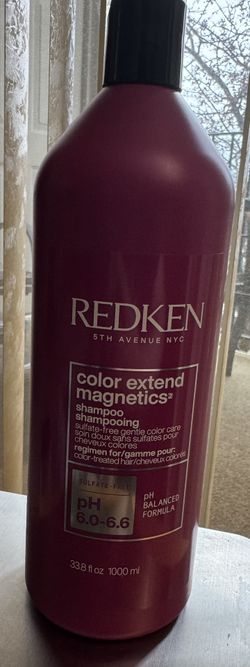 REDKEN
5TH AVENUE NYC
color extend
magnetics
shampoo
shampooing
sulfate-free gentle color care
soin doux sans sulfates pour
cheveux colorés
regimen for/gamme pour:
color-treated hair/cheveux colorés
SULFATE-FREE
pH
6.0-6.6
pH
BALANCED
FORMULA
33.8 fl oz 1000 ml